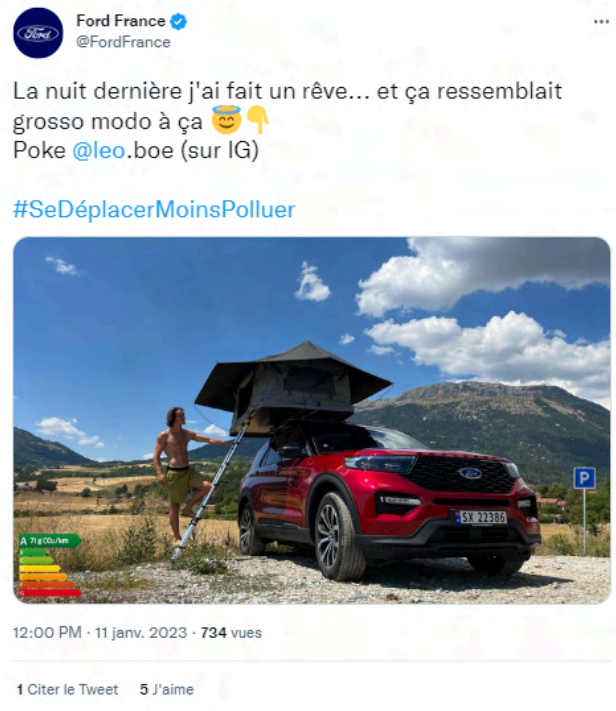 Ford France
@FordFrance
La nuit dernière j'ai fait un rêve... et ça ressemblait
grosso modo à ça 😇👇
Poke @leo.boe (sur IG)
#SeDéplacerMoinsPolluer
P
Ford
SX 22386
A 71g CO₂/km
12:00 PM · 11 janv. 2023 · 734 vues
1 Citer le Tweet 5 J'aime